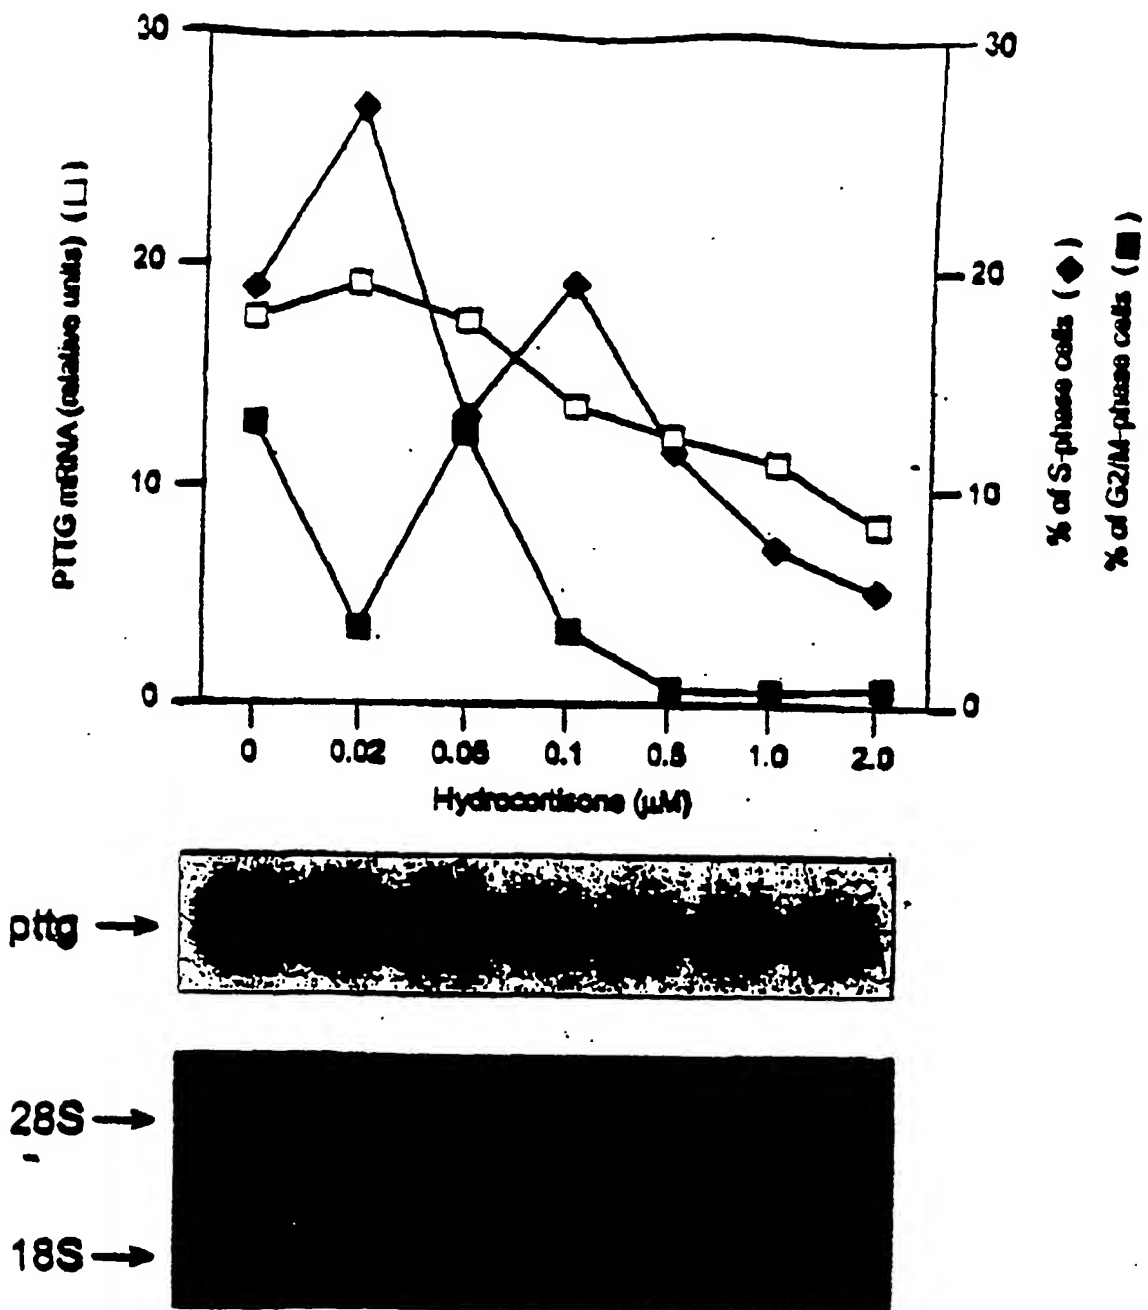 30
20
10
0
PTTG mRNA (relative units) (□)
30
20
10
0
% of S-phase cells (◆)
% of G2/M-phase cells (■)
0 0.02 0.05 0.1 0.5 1.0 2.0
Hydrocortisone (µM)
pttg
28S
18S